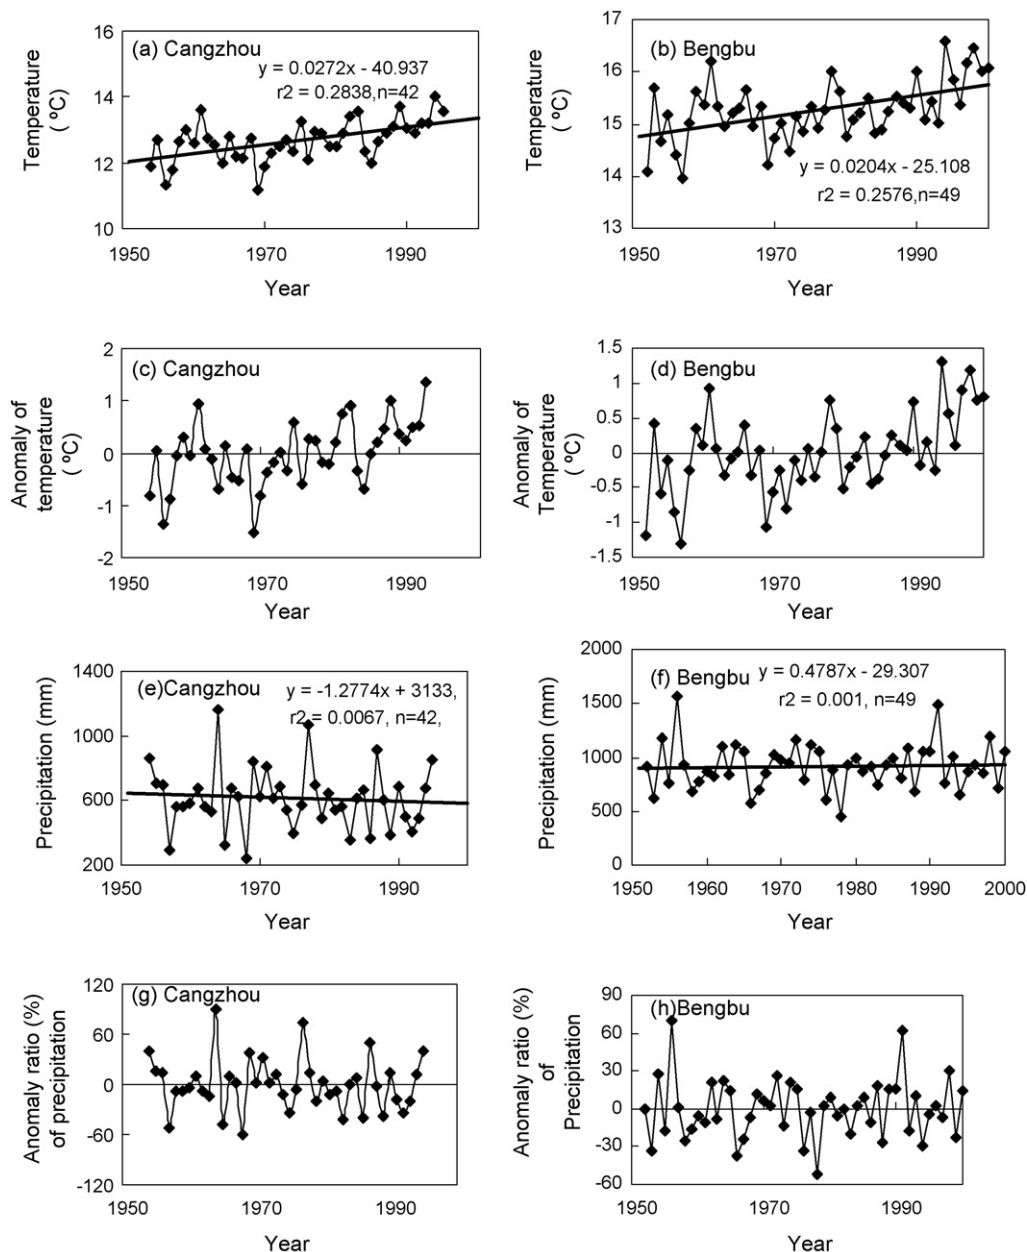 (a) Cangzhou
y = 0.0272x - 40.937
r2 = 0.2838,n=42
Temperature
( ºC)
16
14
12
10
1950
1970
1990
Year
(b) Bengbu
y = 0.0204x - 25.108
r2 = 0.2576,n=49
Temperature
( ºC)
17
16
15
14
13
1950
1970
1990
Year
(c) Cangzhou
Anomaly of
temperature
( ºC)
2
1
0
-1
-2
1950
1970
1990
Year
(d) Bengbu
Anomaly of
Temperature
( ºC)
1.5
1
0.5
0
-0.5
-1
-1.5
1950
1970
1990
Year
(e)Cangzhou
y = -1.2774x + 3133,
r2 = 0.0067, n=42,
Precipitation (mm)
1400
1000
600
200
1950
1970
1990
Year
(f) Bengbu
y = 0.4787x - 29.307
r2 = 0.001, n=49
Precipitation (mm)
2000
1500
1000
500
0
1950
1960
1970
1980
1990
2000
Year
(g) Cangzhou
Anomaly ratio (%)
of precipitation
120
60
0
-60
-120
1950
1970
1990
Year
(h)Bengbu
Anomaly ratio (%)
of
Precipitation
90
60
30
0
-30
-60
1950
1970
1990
Year